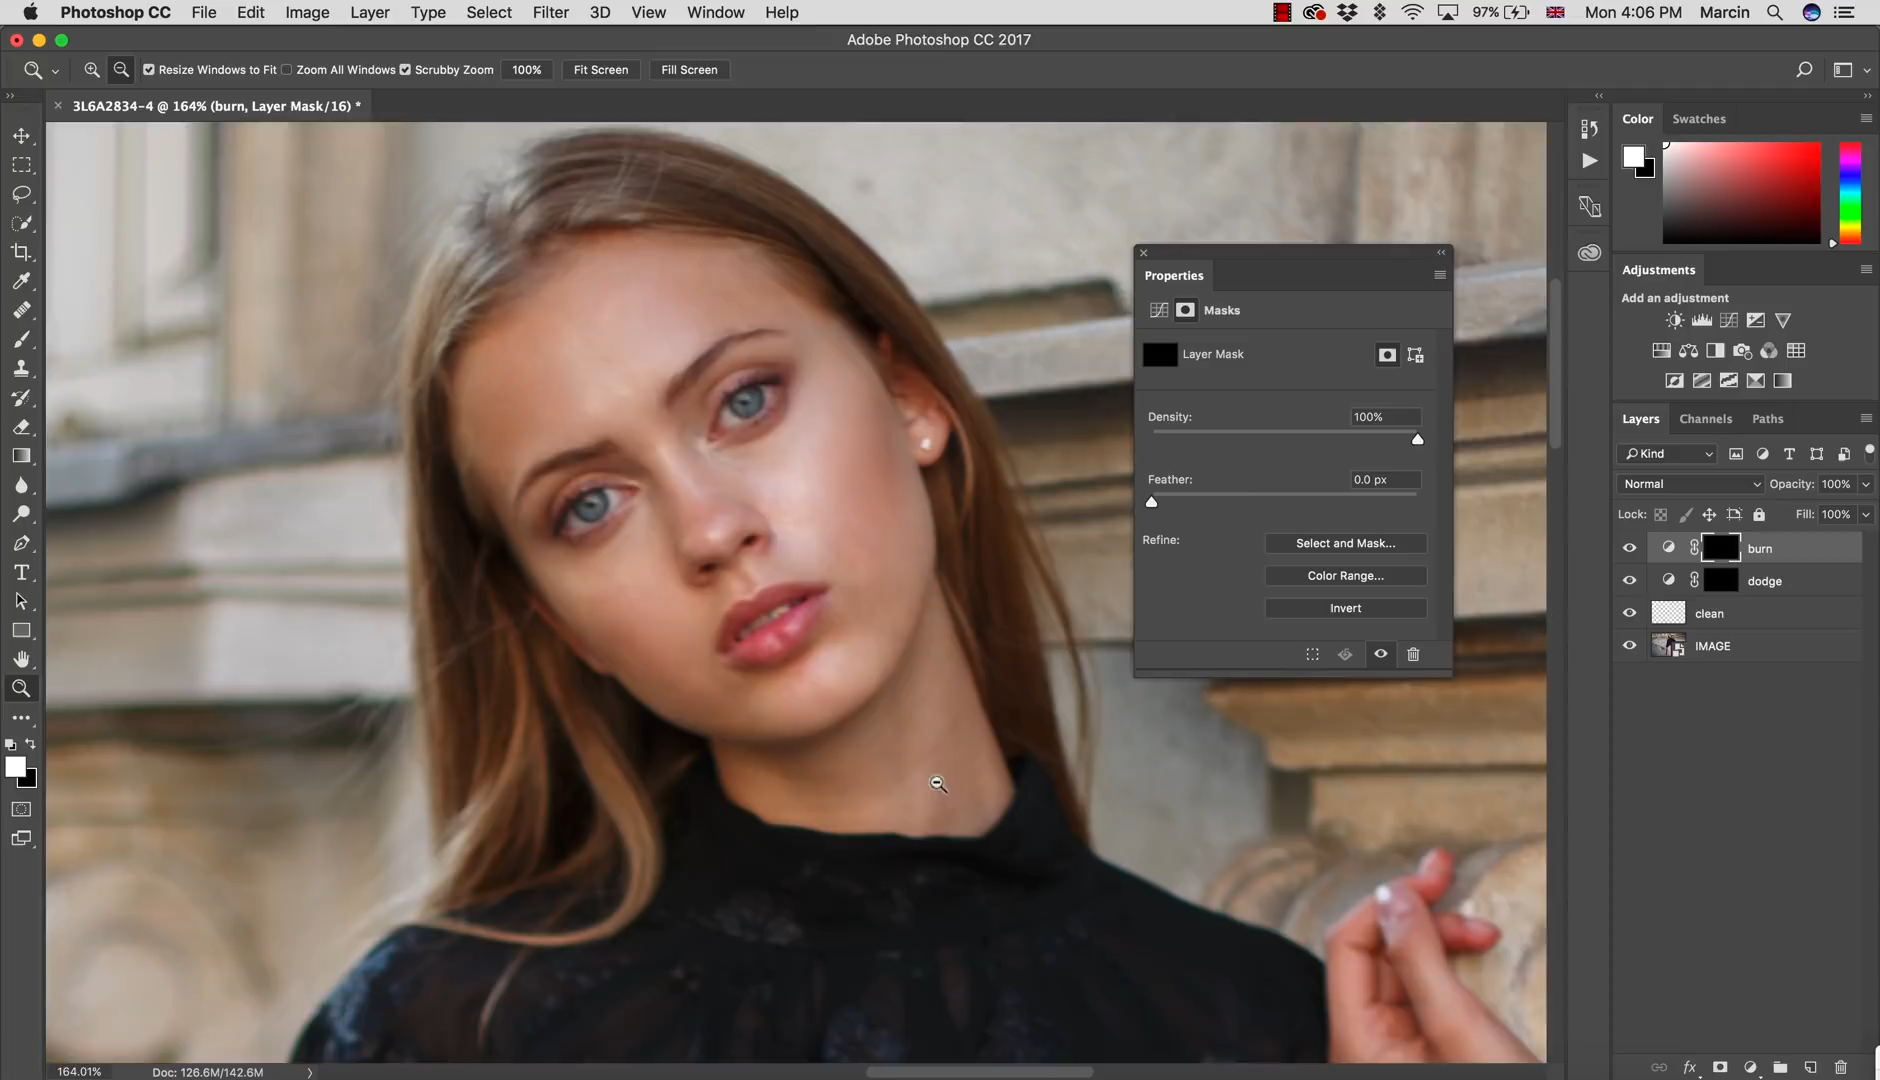 Photoshop CC File Edit Image Layer Type Select Filter 3D View Window Help 97% Mon 4:06 PM Marcin
Adobe Photoshop CC 2017
Resize Windows to Fit Zoom All Windows Scrubby Zoom 100% Fit Screen Fill Screen
3L6A2834-4 @ 164% (burn, Layer Mask/16) *
Color Swatches
Properties
Masks
Layer Mask
Density: 100%
Feather: 0.0 px
Refine: Select and Mask...
Color Range...
Invert
Adjustments
Add an adjustment
Layers Channels Paths
Kind
Normal Opacity: 100%
Lock: Fill: 100%
burn
dodge
clean
IMAGE
164.01% Doc: 126.6M/142.6M